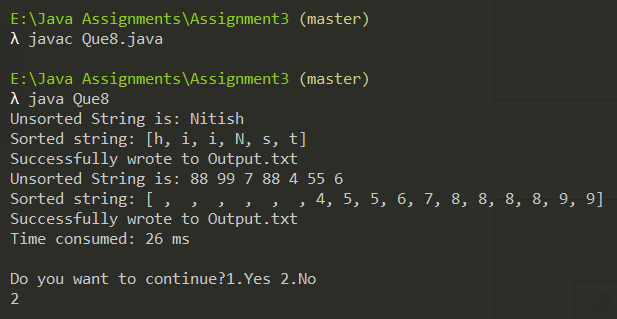 E:\Java Assignments\Assignment3 (master)
λ javac Que8.java
E:\Java Assignments\Assignment3 (master)
λ java Que8
Unsorted String is: Nitish
Sorted string: [h, i, i, N, s, t]
Successfully wrote to Output.txt
Unsorted String is: 88 99 7 88 4 55 6
Sorted string: [ ,  ,  ,  ,  ,  , 4, 5, 5, 6, 7, 8, 8, 8, 8, 9, 9]
Successfully wrote to Output.txt
Time consumed: 26 ms
Do you want to continue?1.Yes 2.No
2